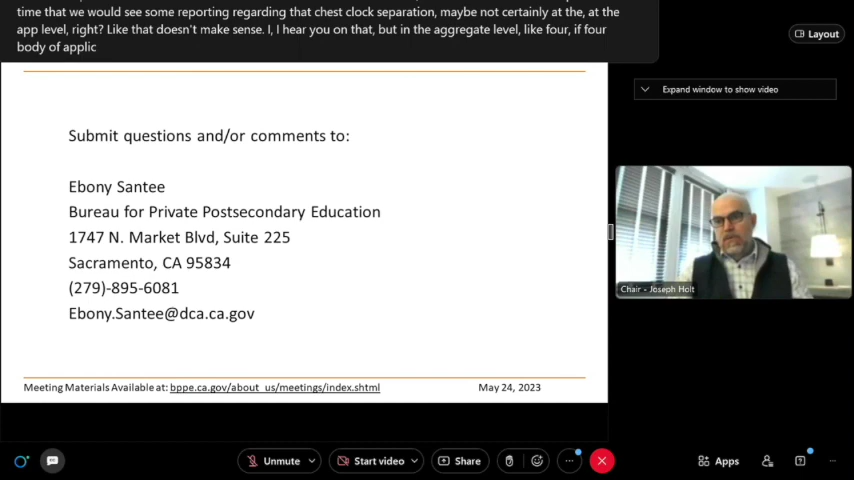 time that we would see some reporting regarding that chest clock separation, maybe not certainly at the, at the
app level, right? Like that doesn't make sense. I, I hear you on that, but in the aggregate level, like four, if four
body of applic
Layout
Expand window to show video
Submit questions and/or comments to:
Ebony Santee
Bureau for Private Postsecondary Education
1747 N. Market Blvd, Suite 225
Sacramento, CA 95834
(279)-895-6081
Ebony.Santee@dca.ca.gov
Chair - Joseph Holt
Meeting Materials Available at: bppe.ca.gov/about_us/meetings/index.shtml
May 24, 2023
Unmute
Start video
Share
Apps